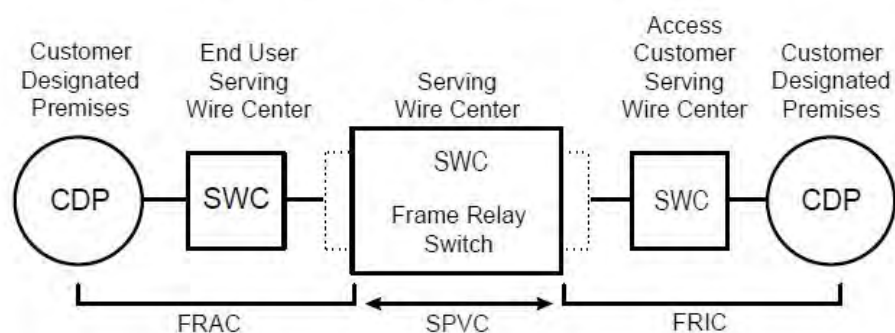 Customer
Designated
Premises
End User
Serving
Wire Center
Serving
Wire Center
Access
Customer
Serving
Wire Center
Customer
Designated
Premises
CDP
SWC
SWC
Frame Relay
Switch
SWC
CDP
FRAC
SPVC
FRIC